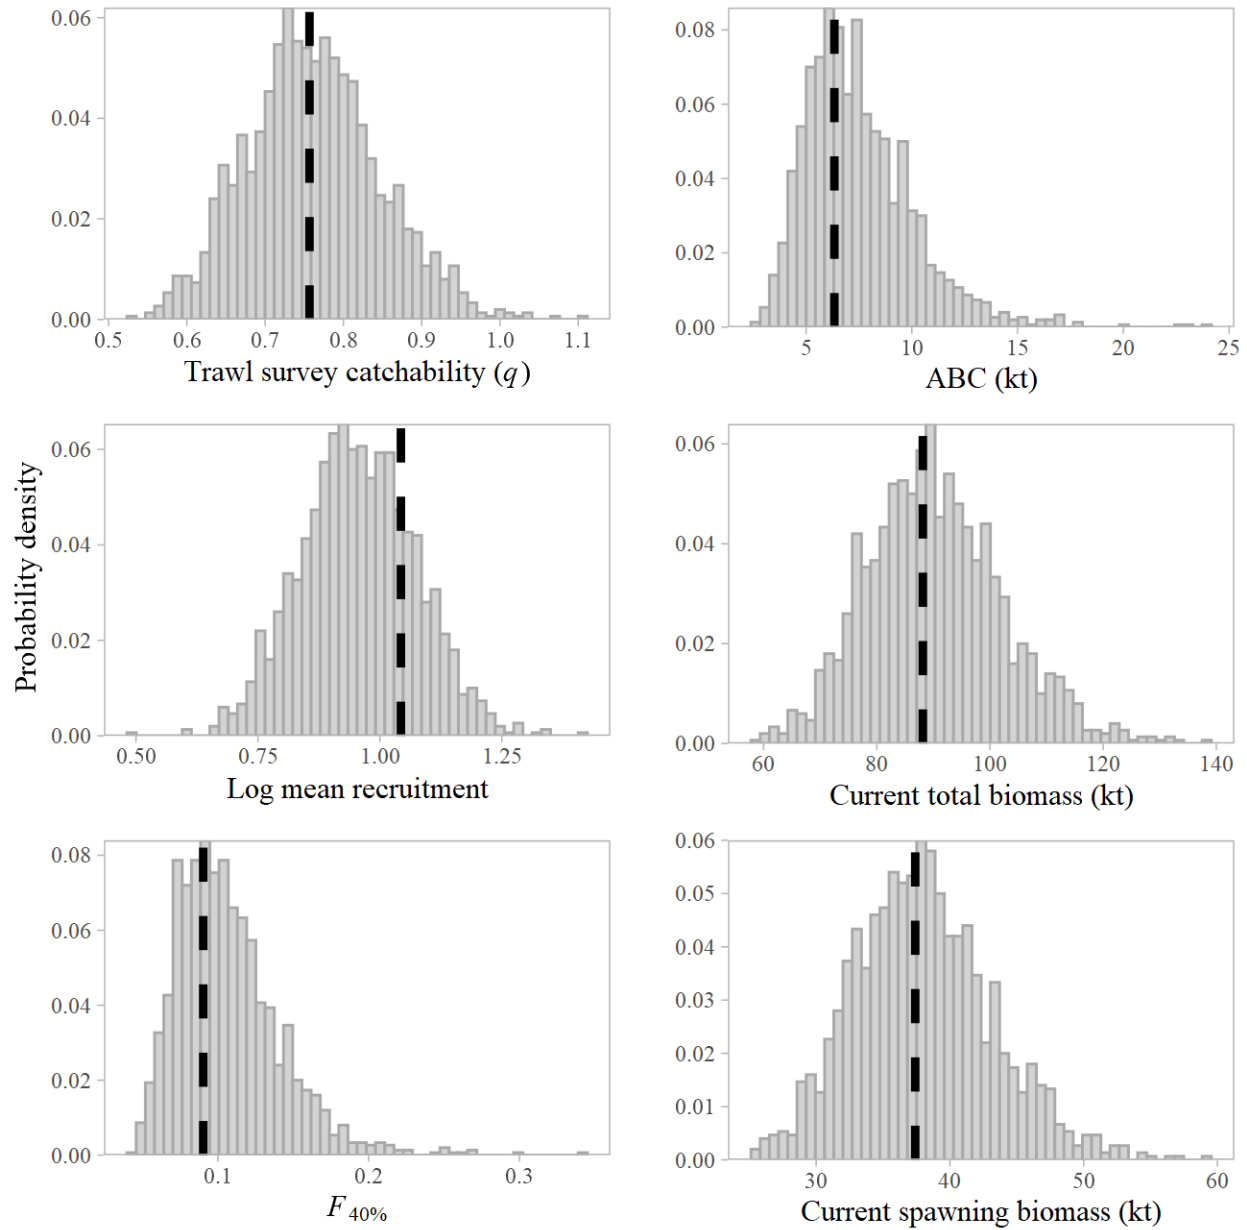 0.06
0.04
0.02
0.00
0.5 0.6 0.7 0.8 0.9 1.0 1.1
Trawl survey catchability (q)
0.08
0.06
0.04
0.02
0.00
5 10 15 20 25
ABC (kt)
Probability density
0.06
0.04
0.02
0.00
0.50 0.75 1.00 1.25
Log mean recruitment
0.06
0.04
0.02
0.00
60 80 100 120 140
Current total biomass (kt)
0.08
0.06
0.04
0.02
0.00
0.1 0.2 0.3
F40%
0.06
0.05
0.04
0.03
0.02
0.01
0.00
30 40 50 60
Current spawning biomass (kt)